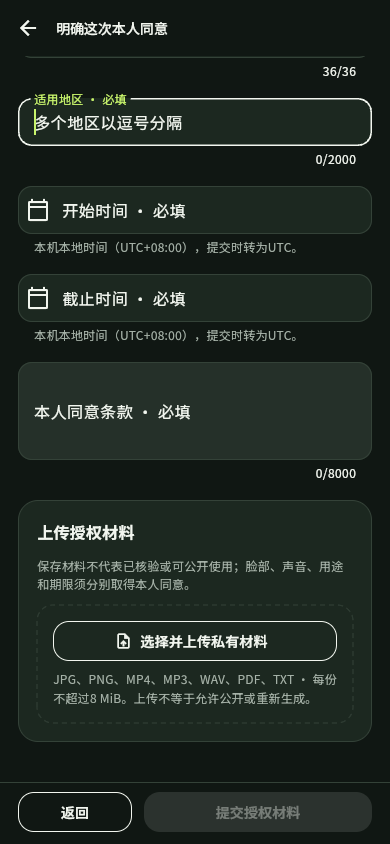 明确这次本人同意
36/36
适用地区 · 必填
多个地区以逗号分隔
0/2000
开始时间 · 必填
本机本地时间（UTC+08:00），提交时转为UTC。
截止时间 · 必填
本机本地时间（UTC+08:00），提交时转为UTC。
本人同意条款 · 必填
0/8000
上传授权材料
保存材料不代表已核验或可公开使用；脸部、声音、用途
和期限须分别取得本人同意。
选择并上传私有材料
JPG、PNG、MP4、MP3、WAV、PDF、TXT · 每份
不超过8 MiB。上传不等于允许公开或重新生成。
返回
提交授权材料